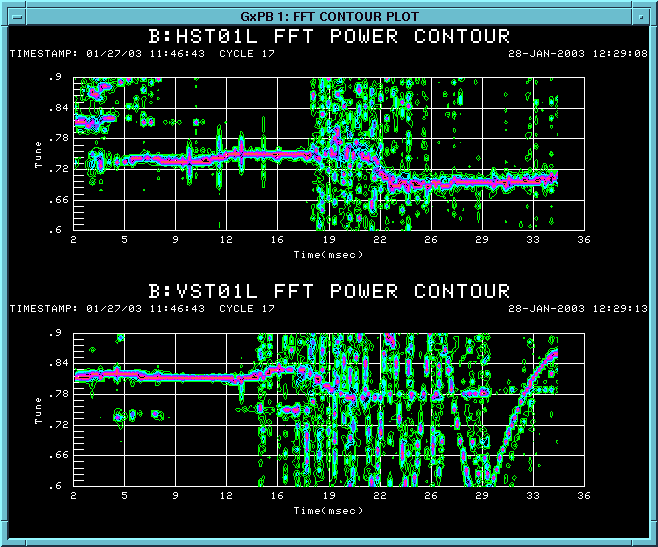 GxPB 1: FFT CONTOUR PLOT
B:HST01L FFT POWER CONTOUR
TIMESTAMP: 01/27/03 11:46:43 CYCLE 17 28-JAN-2003 12:29:08
.9
.84
.78
.72
.66
.6
Tune
2 5 9 12 15 19 22 26 29 33 36
Time(msec)
B:VST01L FFT POWER CONTOUR
TIMESTAMP: 01/27/03 11:46:43 CYCLE 17 28-JAN-2003 12:29:13
.9
.84
.78
.72
.66
.6
Tune
2 5 9 12 15 19 22 26 29 33 36
Time(msec)